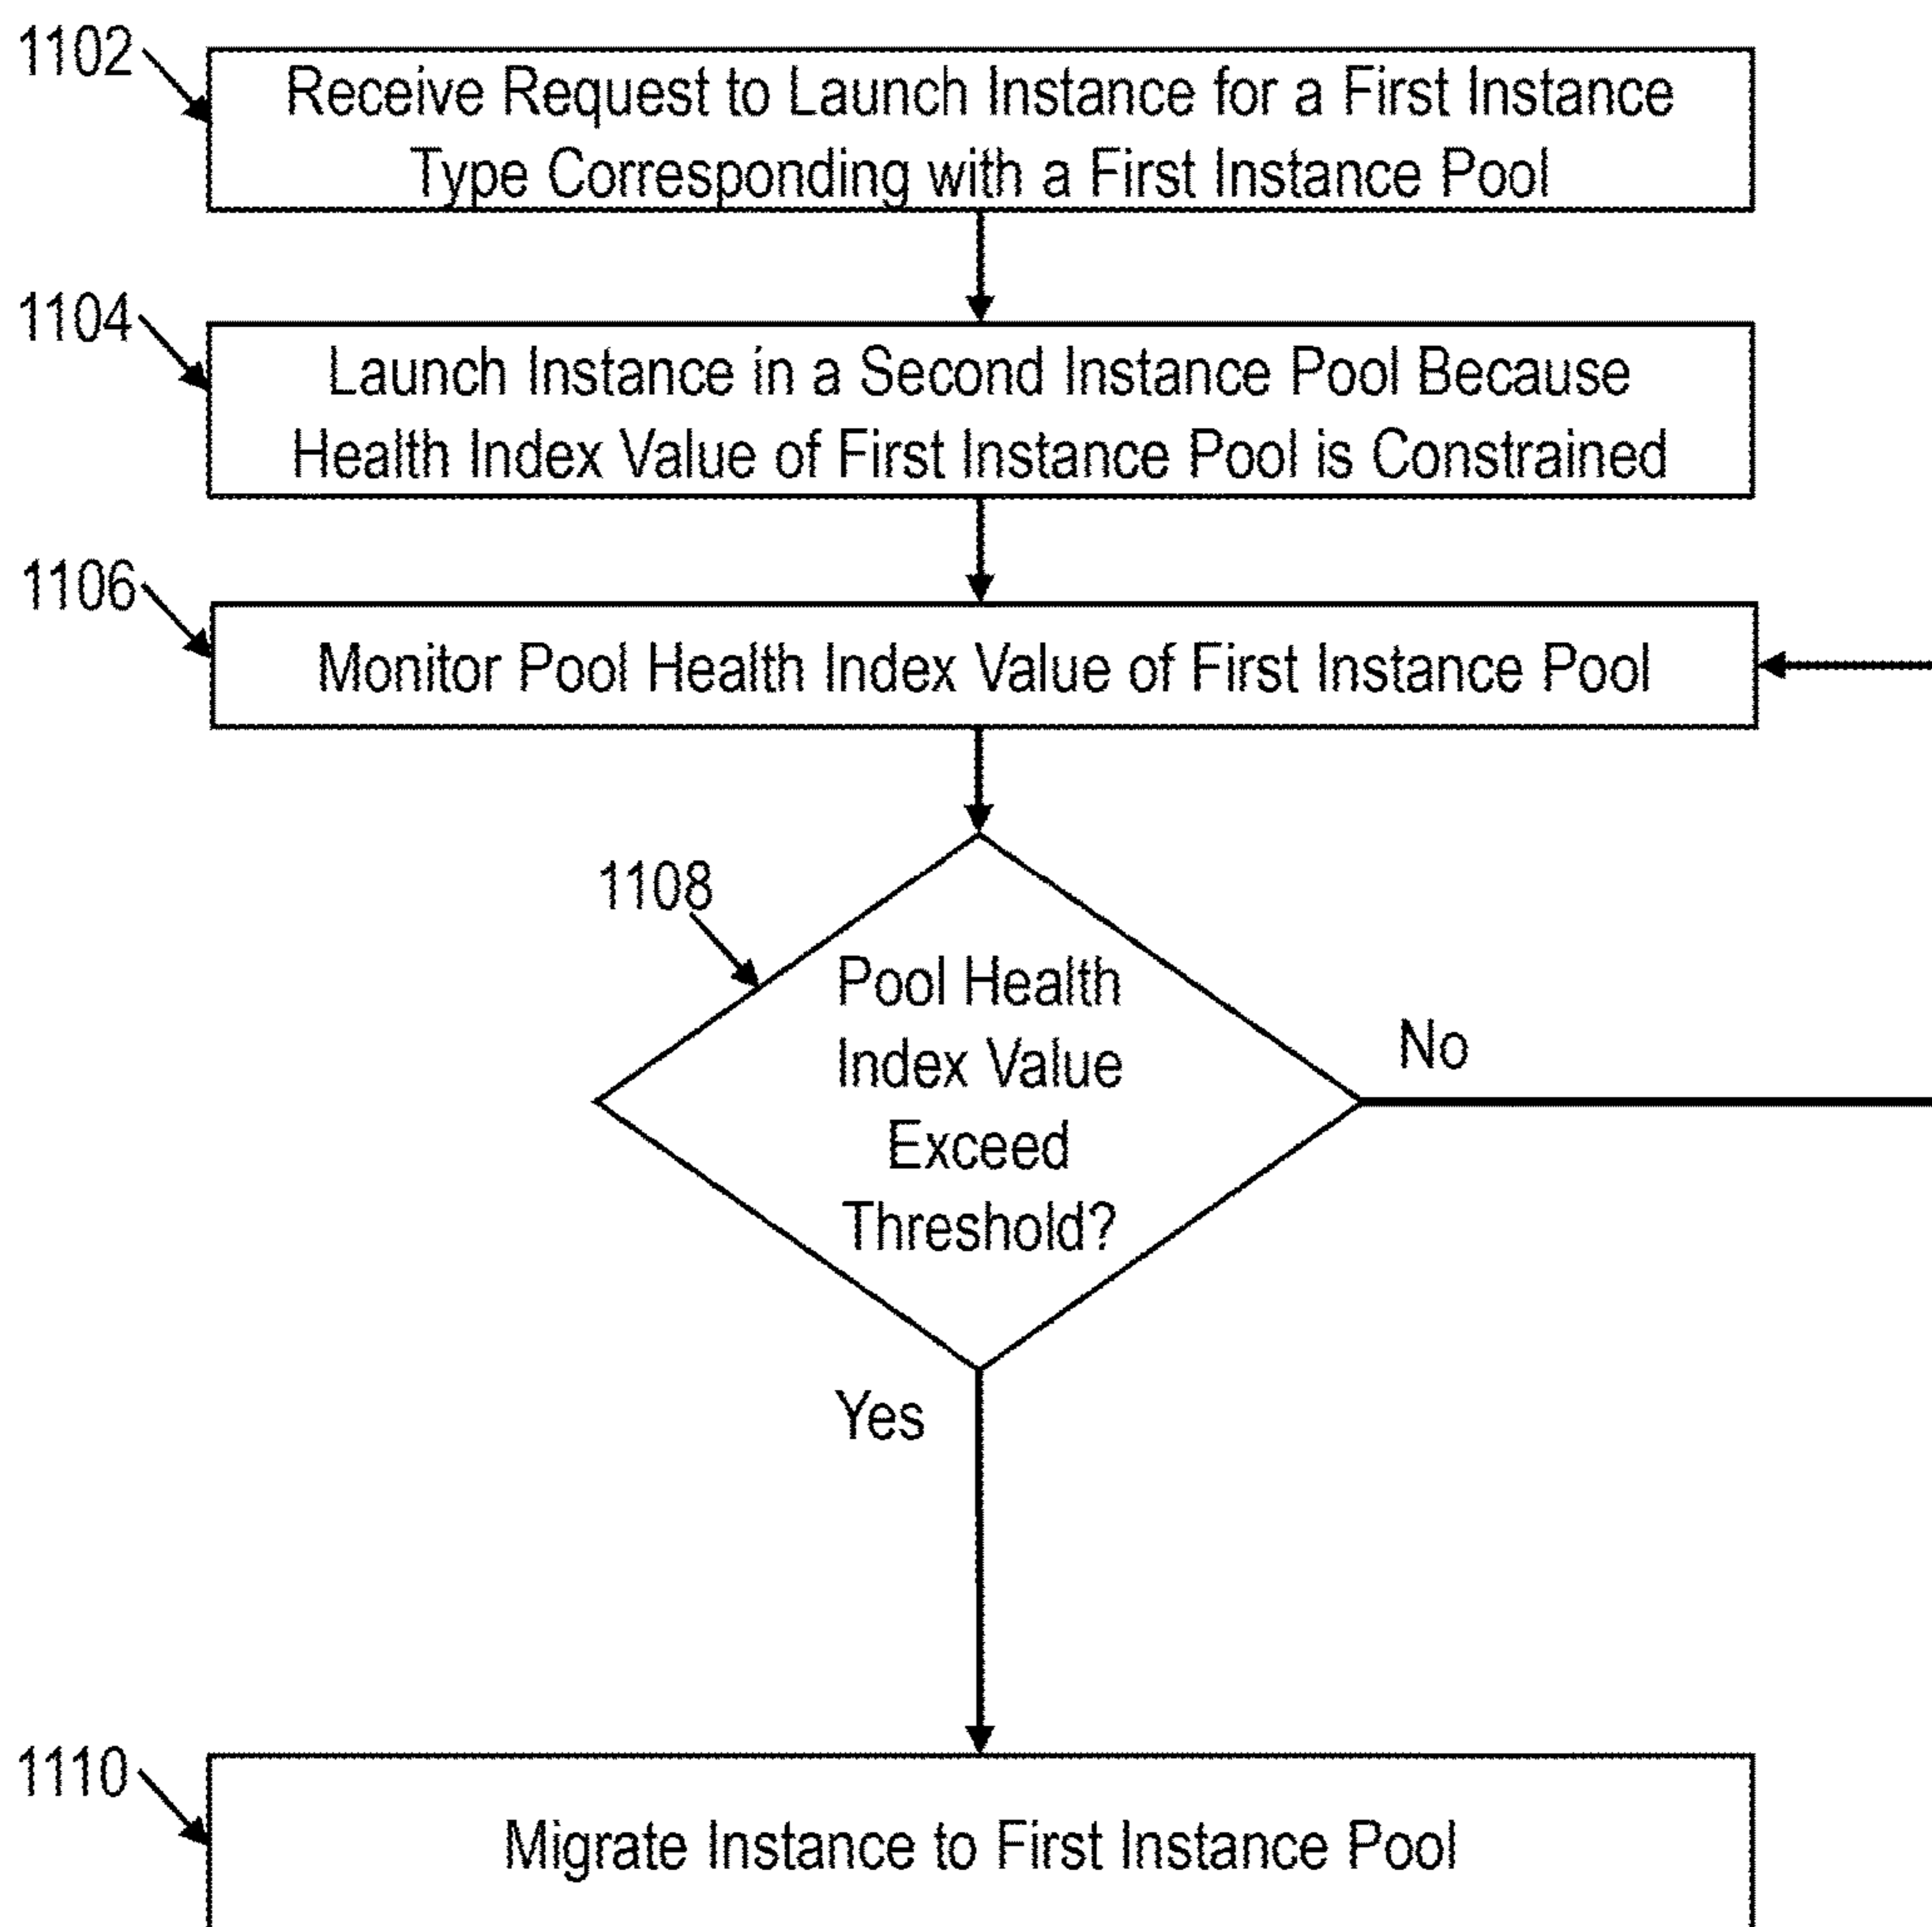 1102
Receive Request to Launch Instance for a First Instance
Type Corresponding with a First Instance Pool
1104
Launch Instance in a Second Instance Pool Because
Health Index Value of First Instance Pool is Constrained
1106
Monitor Pool Health Index Value of First Instance Pool
1108
Pool Health
Index Value
Exceed
Threshold?
No
Yes
1110
Migrate Instance to First Instance Pool